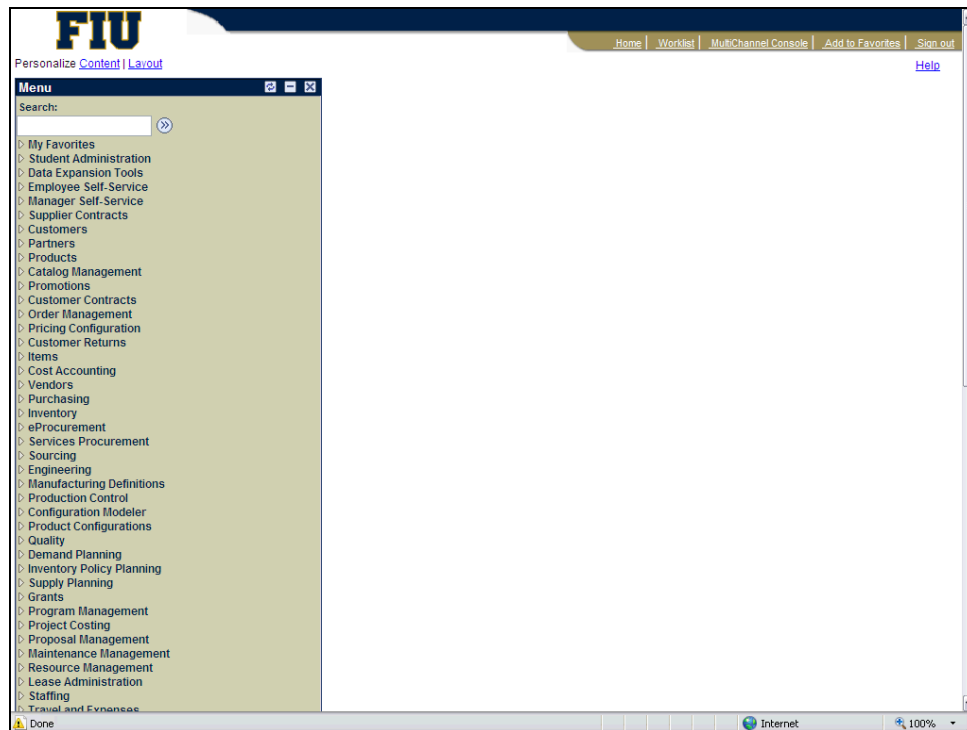 FIU
Home Worklist MultiChannel Console Add to Favorites Sign out
Personalize Content | Layout
Help
Menu
Search:
My Favorites
Student Administration
Data Expansion Tools
Employee Self-Service
Manager Self-Service
Supplier Contracts
Customers
Partners
Products
Catalog Management
Promotions
Customer Contracts
Order Management
Pricing Configuration
Customer Returns
Items
Cost Accounting
Vendors
Purchasing
Inventory
eProcurement
Services Procurement
Sourcing
Engineering
Manufacturing Definitions
Production Control
Configuration Modeler
Product Configurations
Quality
Demand Planning
Inventory Policy Planning
Supply Planning
Grants
Program Management
Project Costing
Proposal Management
Maintenance Management
Resource Management
Lease Administration
Staffing
Travel and Expenses
Done Internet 100%